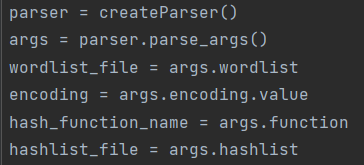 parser = createParser()
args = parser.parse_args()
wordlist_file = args.wordlist
encoding = args.encoding.value
hash_function_name = args.function
hashlist_file = args.hashlist